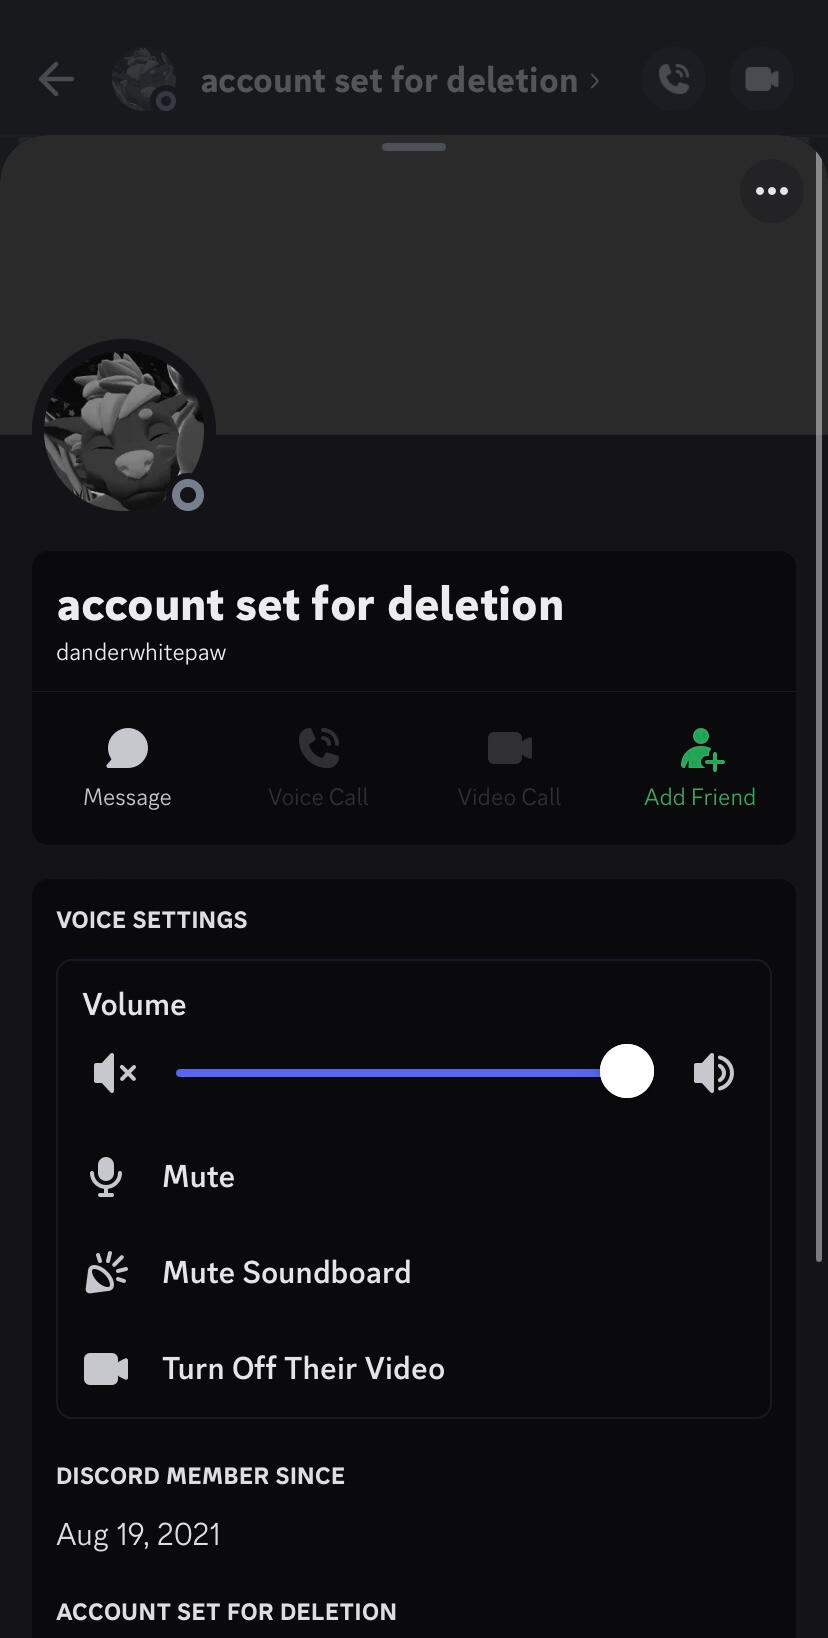 account set for deletion
account set for deletion
danderwhitepaw
Message
Voice Call
Video Call
Add Friend
VOICE SETTINGS
Volume
Mute
Mute Soundboard
Turn Off Their Video
DISCORD MEMBER SINCE
Aug 19, 2021
ACCOUNT SET FOR DELETION